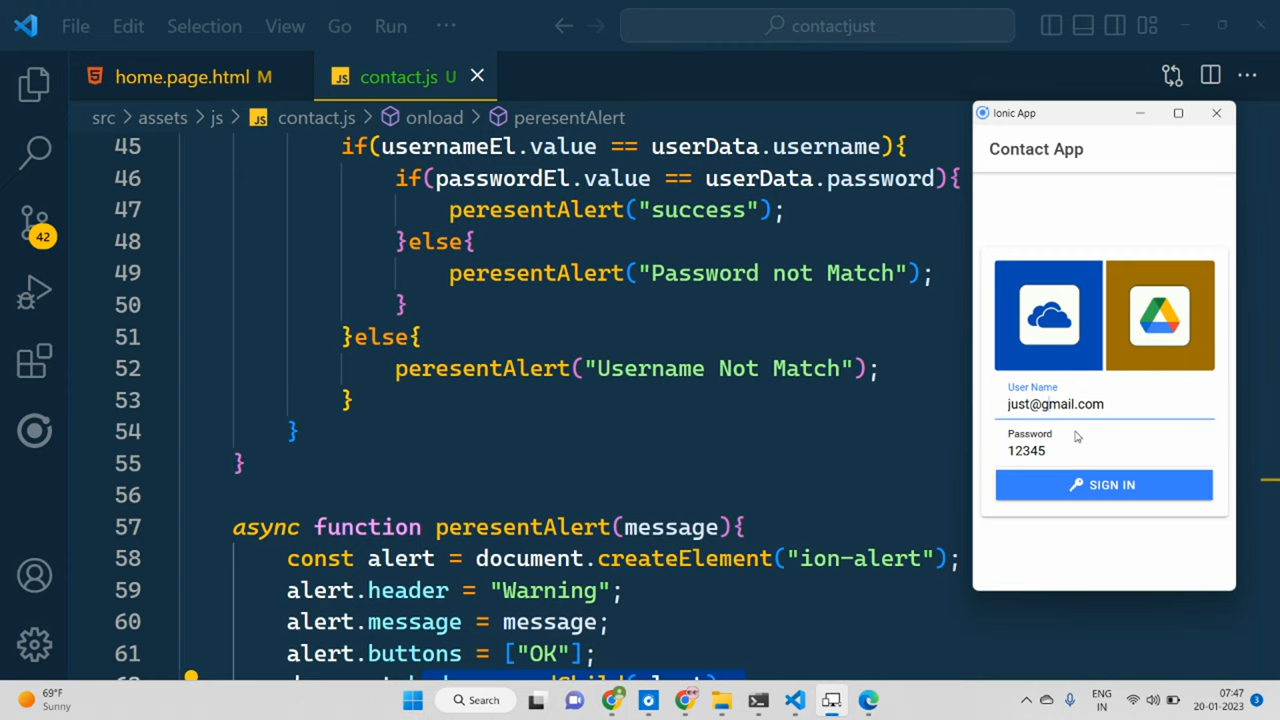 File Edit Selection View Go Run ··· contactjust
home.page.html M contact.js U
src > assets > js > contact.js > onload > peresentAlert
45 if(usernameEl.value == userData.username){
46 if(passwordEl.value == userData.password){
47 peresentAlert("success");
48 }else{
49 peresentAlert("Password not Match");
50 }
51 }else{
52 peresentAlert("Username Not Match");
53 }
54 }
55 }
56
57 async function peresentAlert(message){
58 const alert = document.createElement("ion-alert");
59 alert.header = "Warning";
60 alert.message = message;
61 alert.buttons = ["OK"];
42
Ionic App
Contact App
User Name
just@gmail.com
Password
12345
SIGN IN
69°F
Sunny
Search
ENG
IN
07:47
20-01-2023
3